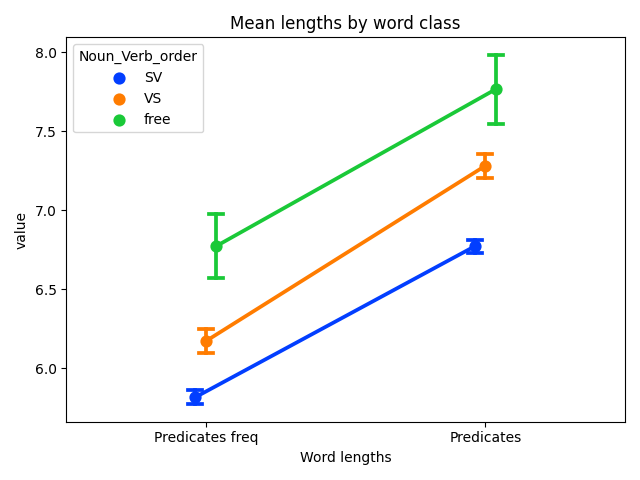 Mean lengths by word class
Noun_Verb_order
SV
VS
free
8.0
7.5
7.0
6.5
6.0
value
Predicates freq
Predicates
Word lengths